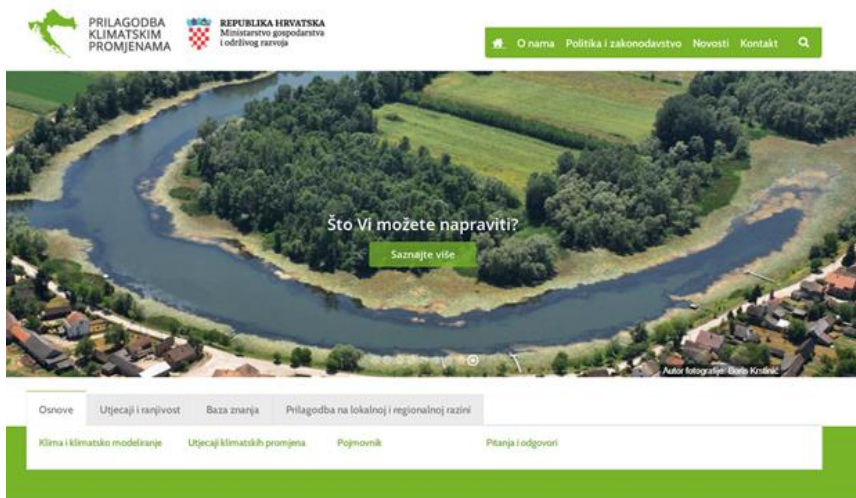 PRILAGODBA
KLIMATSKIM
PROMJENAMA
REPUBLIKA HRVATSKA
Ministarstvo gospodarstva
i održivog razvoja
O nama Politika i zakonodavstvo Novosti Kontakt
Što Vi možete napraviti?
Saznajte više
Autor fotografije: Boris Krstinić
Osnove Utjecaji i ranjivost Baza znanja Prilagodba na lokalnoj i regionalnoj razini
Klima i klimatsko modeliranje Utjecaji klimatskih promjena Pojmovnik Pitanja i odgovori